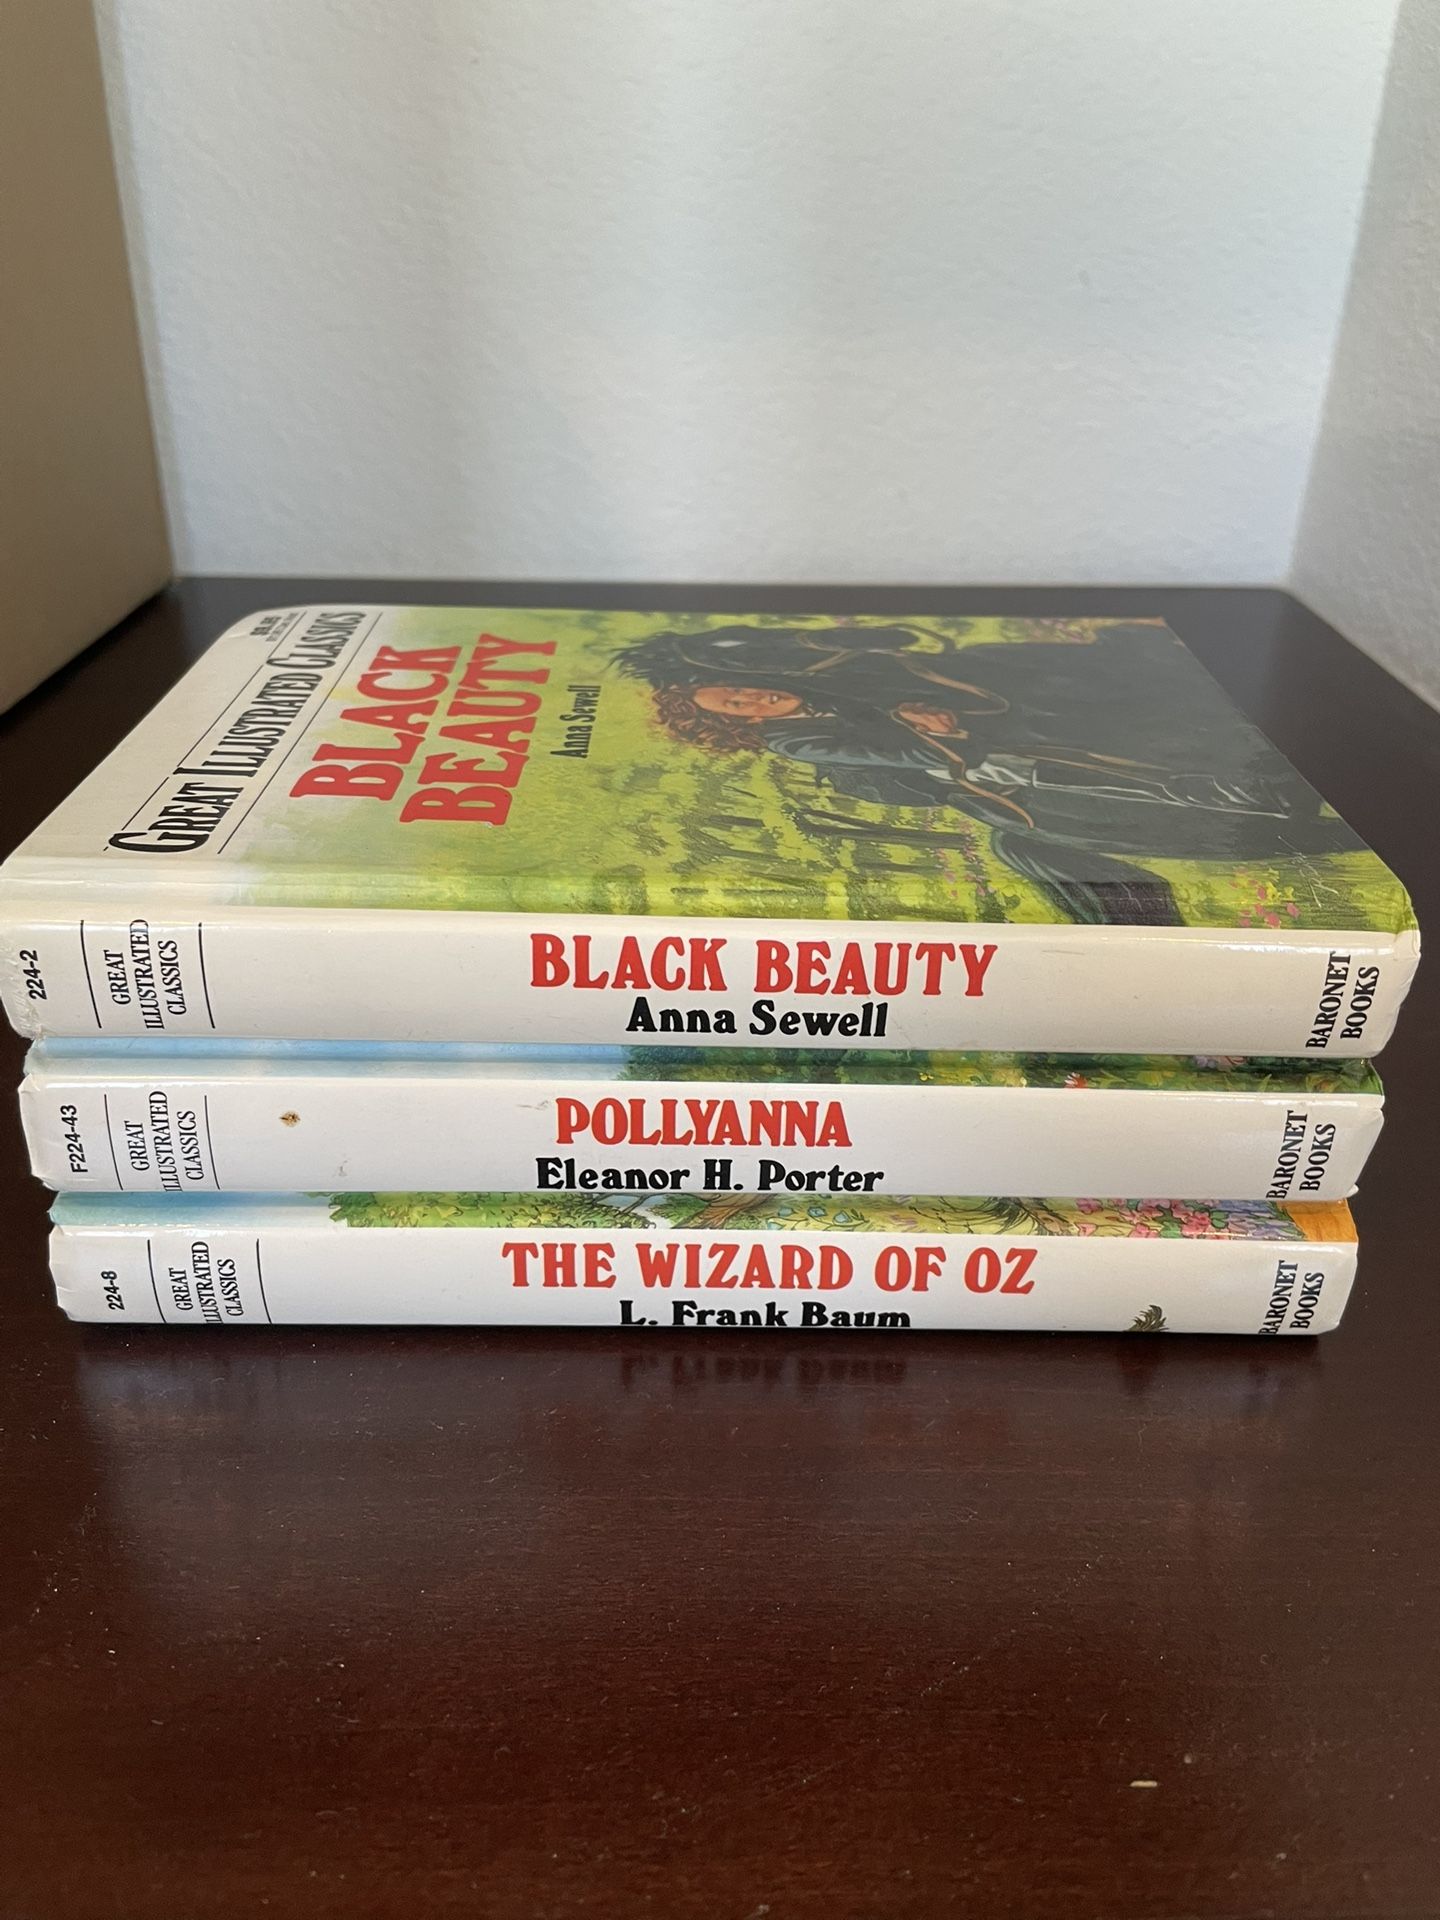 GREAT ILLUSTRATED CLASSICS
BLACK
BEAUTY
Anna Sewell
224-2
GREAT
ILLUSTRATED
CLASSICS
BLACK BEAUTY
Anna Sewell
BARONET
BOOKS
F224-43
GREAT
ILLUSTRATED
CLASSICS
POLLYANNA
Eleanor H. Porter
BARONET
BOOKS
224-8
GREAT
ILLUSTRATED
CLASSICS
THE WIZARD OF OZ
L. Frank Baum
BARONET
BOOKS